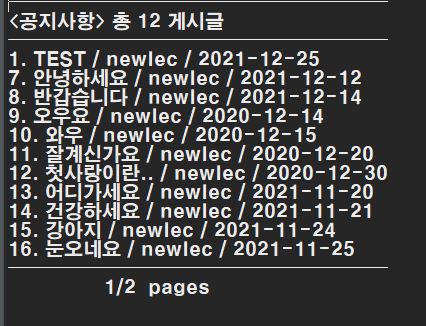 <공지사항> 총 12 게시글
1. TEST / newlec / 2021-12-25
7. 안녕하세요 / newlec / 2021-12-12
8. 반갑습니다 / newlec / 2021-12-14
9. 오우요 / newlec / 2020-12-14
10. 와우 / newlec / 2020-12-15
11. 잘계신가요 / newlec / 2020-12-20
12. 첫사랑이란.. / newlec / 2020-12-30
13. 어디가세요 / newlec / 2021-11-20
14. 건강하세요 / newlec / 2021-11-21
15. 강아지 / newlec / 2021-11-24
16. 눈오네요 / newlec / 2021-11-25
1/2 pages